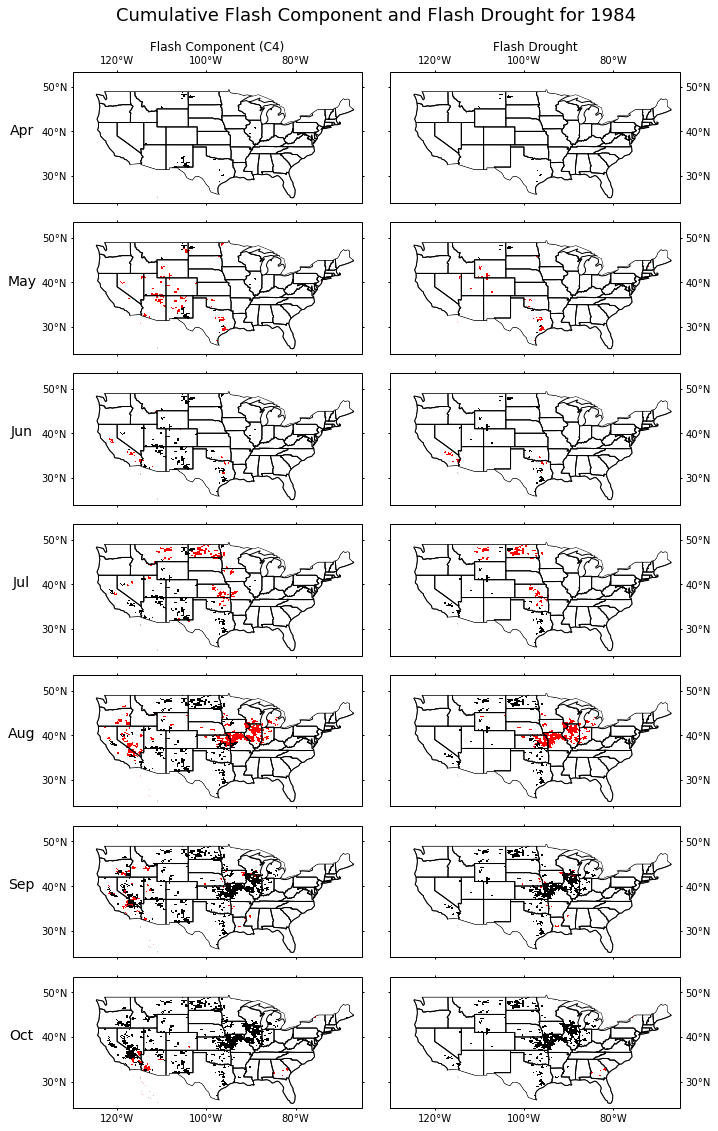 Cumulative Flash Component and Flash Drought for 1984
Flash Component (C4) Flash Drought
120°W 100°W 80°W 120°W 100°W 80°W
50°N 50°N
Apr 40°N 40°N
30°N 30°N
50°N 50°N
May 40°N 40°N
30°N 30°N
50°N 50°N
Jun 40°N 40°N
30°N 30°N
50°N 50°N
Jul 40°N 40°N
30°N 30°N
50°N 50°N
Aug 40°N 40°N
30°N 30°N
50°N 50°N
Sep 40°N 40°N
30°N 30°N
50°N 50°N
Oct 40°N 40°N
30°N 30°N
120°W 100°W 80°W 120°W 100°W 80°W